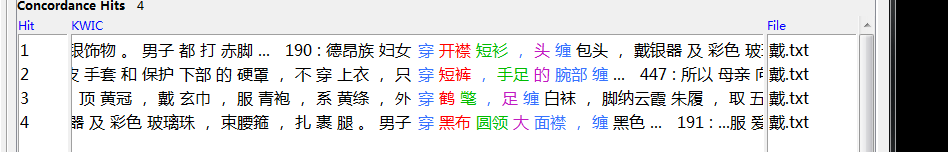 Concordance Hits 4
Hit KWIC File
1 银饰物 。 男子 都 打 赤脚 ... 190 : 德昂族 妇女 穿 开襟 短衫 ， 头 缠 包头 ， 戴银器 及 彩色 玻 戴.txt
2 手套 和 保护 下部 的 硬罩 ， 不 穿 上衣 ， 只 穿 短裤 ， 手足 的 腕部 缠 ... 447 : 所以 母亲 向 戴.txt
3 顶 黄冠 ， 戴 玄巾 ， 服 青袍 ， 系 黄绦 ， 外 穿 鹤 氅 ， 足 缠 白袜 ， 脚纳云霞 朱履 ， 取 五 戴.txt
4 器 及 彩色 玻璃珠 ， 束腰箍 ， 扎 裹 腿 。 男子 穿 黑布 圆领 大 面襟 ， 缠 黑色 ... 191 : ...服 爱 戴.txt